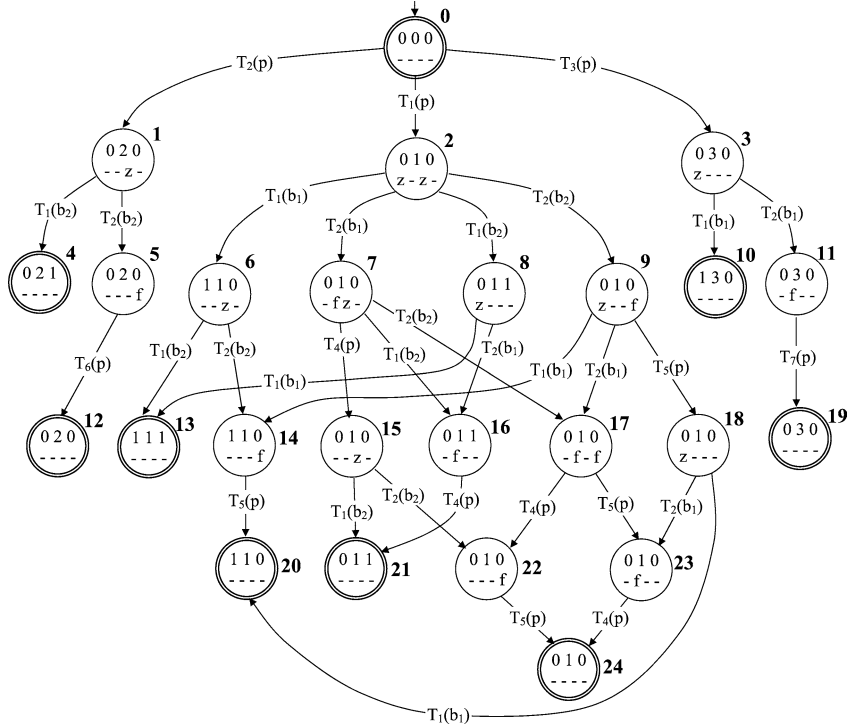 0
0 0 0
- - - -
T₂(p)
T₃(p)
T₁(p)
1
0 2 0
- - z -
2
0 1 0
z - z -
3
0 3 0
z - - -
T₁(b₂)
T₂(b₂)
T₁(b₁)
T₂(b₁)
T₁(b₂)
T₂(b₂)
T₁(b₁)
T₂(b₁)
4
0 2 1
- - - -
5
0 2 0
- - - f
6
1 1 0
- - z -
7
0 1 0
- f z -
8
0 1 1
z - - -
9
0 1 0
z - - f
10
1 3 0
- - - -
11
0 3 0
- f - -
T₆(p)
T₁(b₂)
T₂(b₂)
T₁(b₁)
T₄(p)
T₁(b₂)
T₂(b₂)
T₂(b₁)
T₁(b₁)
T₂(b₁)
T₅(p)
T₇(p)
12
0 2 0
- - - -
13
1 1 1
- - - -
14
1 1 0
- - - f
15
0 1 0
- - z -
16
0 1 1
- f - -
17
0 1 0
- f - f
18
0 1 0
z - - -
19
0 3 0
- - - -
T₅(p)
T₁(b₂)
T₂(b₂)
T₄(p)
T₄(p)
T₅(p)
T₂(b₁)
20
1 1 0
- - - -
21
0 1 1
- - - -
22
0 1 0
- - - f
23
0 1 0
- f - -
T₅(p)
T₄(p)
24
0 1 0
- - - -
T₁(b₁)